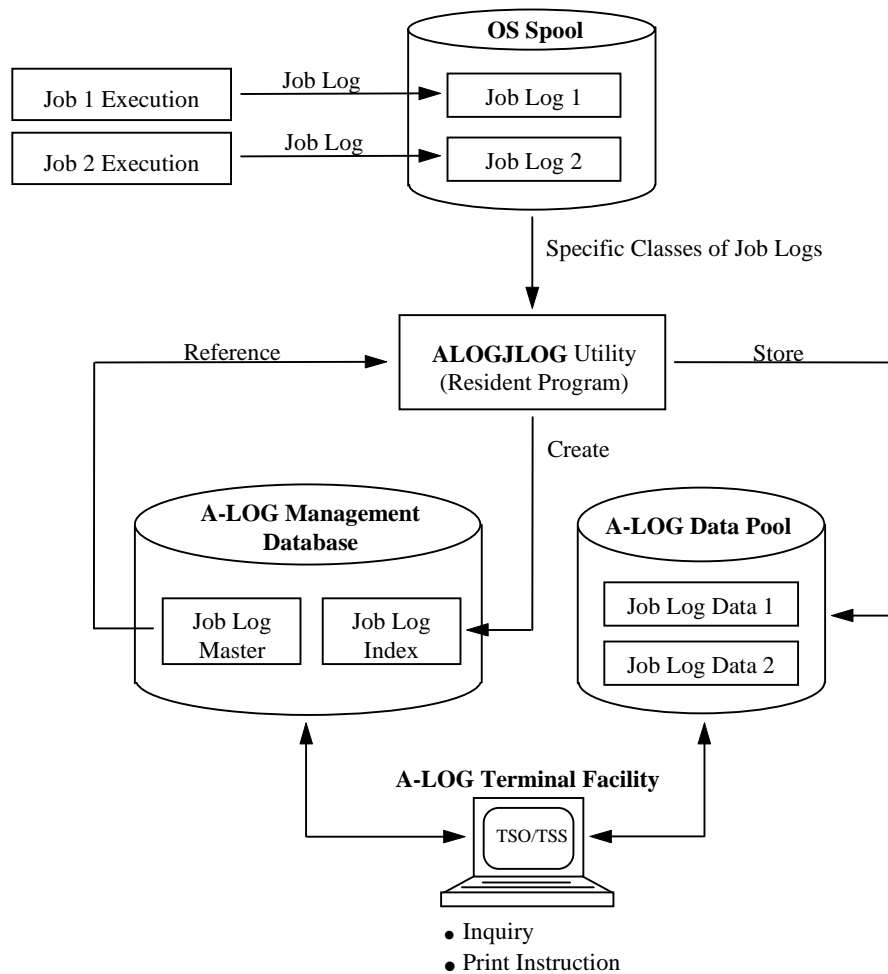 OS Spool
Job 1 Execution
Job Log
Job Log 1
Job 2 Execution
Job Log
Job Log 2
Specific Classes of Job Logs
Reference
ALOGJLOG Utility
(Resident Program)
Store
Create
A-LOG Management
Database
A-LOG Data Pool
Job Log
Master
Job Log
Index
Job Log Data 1
Job Log Data 2
A-LOG Terminal Facility
TSO/TSS
• Inquiry
• Print Instruction